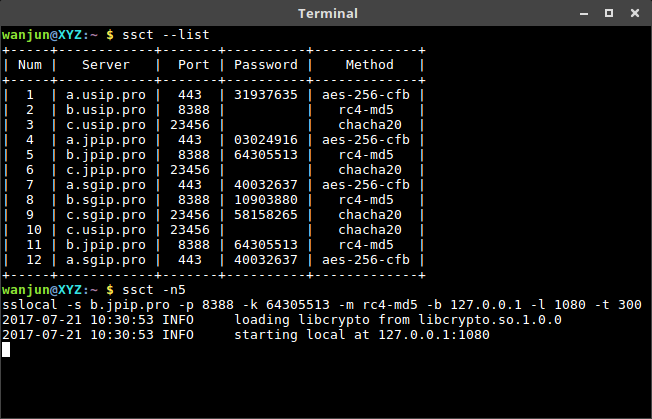 Terminal
wanjun@XYZ:~ $ ssct --list
+-----+------------+-------+----------+-------------+
| Num |   Server   |  Port | Password |    Method   |
+-----+------------+-------+----------+-------------+
|  1  | a.usip.pro |  443  | 31937635 | aes-256-cfb |
|  2  | b.usip.pro |  8388 |          |   rc4-md5   |
|  3  | c.usip.pro | 23456 |          |   chacha20  |
|  4  | a.jpip.pro |  443  | 03024916 | aes-256-cfb |
|  5  | b.jpip.pro |  8388 | 64305513 |   rc4-md5   |
|  6  | c.jpip.pro | 23456 |          |   chacha20  |
|  7  | a.sgip.pro |  443  | 40032637 | aes-256-cfb |
|  8  | b.sgip.pro |  8388 | 10903880 |   rc4-md5   |
|  9  | c.sgip.pro | 23456 | 58158265 |   chacha20  |
|  10 | c.usip.pro | 23456 |          |   chacha20  |
|  11 | b.jpip.pro |  8388 | 64305513 |   rc4-md5   |
|  12 | a.sgip.pro |  443  | 40032637 | aes-256-cfb |
+-----+------------+-------+----------+-------------+
wanjun@XYZ:~ $ ssct -n5
sslocal -s b.jpip.pro -p 8388 -k 64305513 -m rc4-md5 -b 127.0.0.1 -l 1080 -t 300
2017-07-21 10:30:53 INFO     loading libcrypto from libcrypto.so.1.0.0
2017-07-21 10:30:53 INFO     starting local at 127.0.0.1:1080